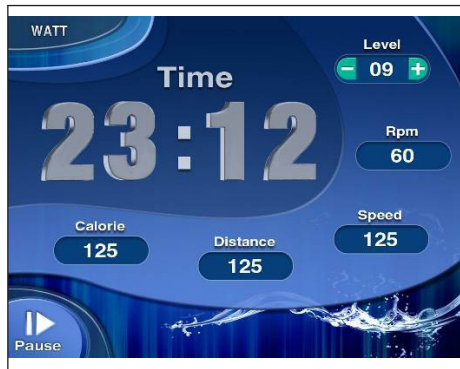 WATT
Level
- 09 +
Time
23:12
Rpm
60
Calorie
125
Distance
125
Speed
125
Pause